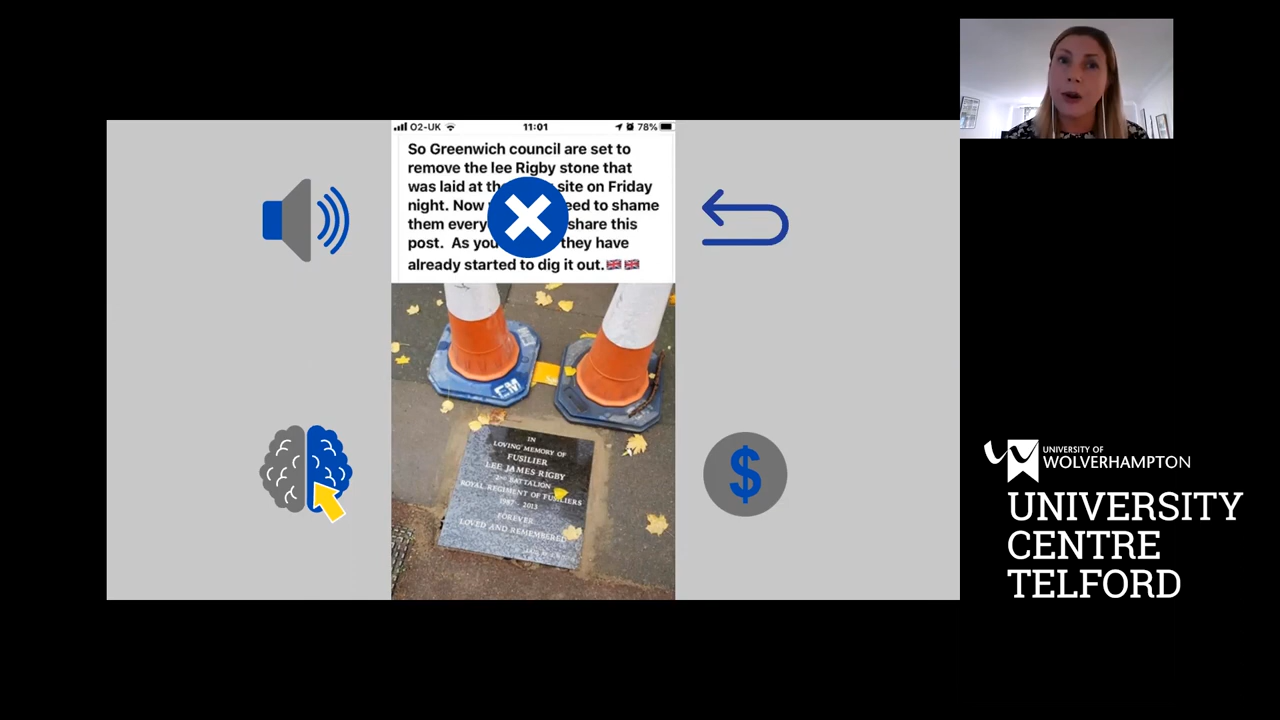 O2-UK
11:01
78%
So Greenwich council are set to
remove the lee Rigby stone that
was laid at site on Friday
night. Now to shame
them every share this
post. As you they have
already started to dig it out.
EM
IN
LOVING MEMORY OF
FUSILIER
LEE JAMES RIGBY
2ND BATTALION
ROYAL REGIMENT OF FUSILIERS
1987 - 2013
FOREVER
LOVED AND REMEMBERED
$
UNIVERSITY OF
WOLVERHAMPTON
UNIVERSITY
CENTRE
TELFORD